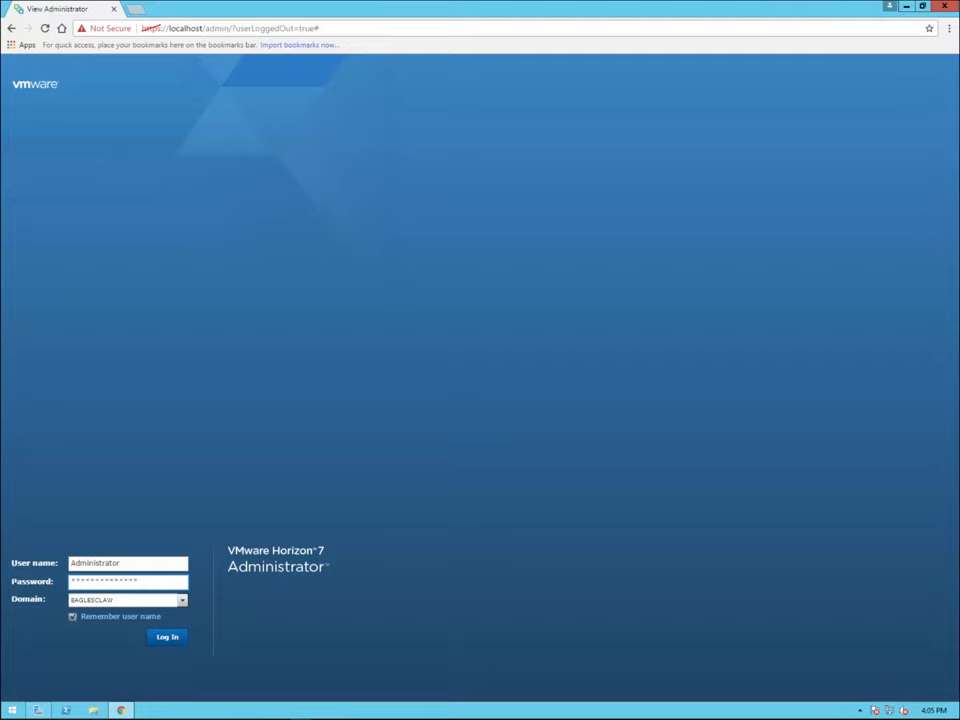 View Administrator
Not Secure https://localhost/admin/?userLoggedOut=true#
Apps For quick access, place your bookmarks here on the bookmarks bar. Import bookmarks now...
vmware
VMware Horizon 7
Administrator™
User name: Administrator
Password: **************
Domain: EAGLESCLAW
Remember user name
Log In
4:05 PM